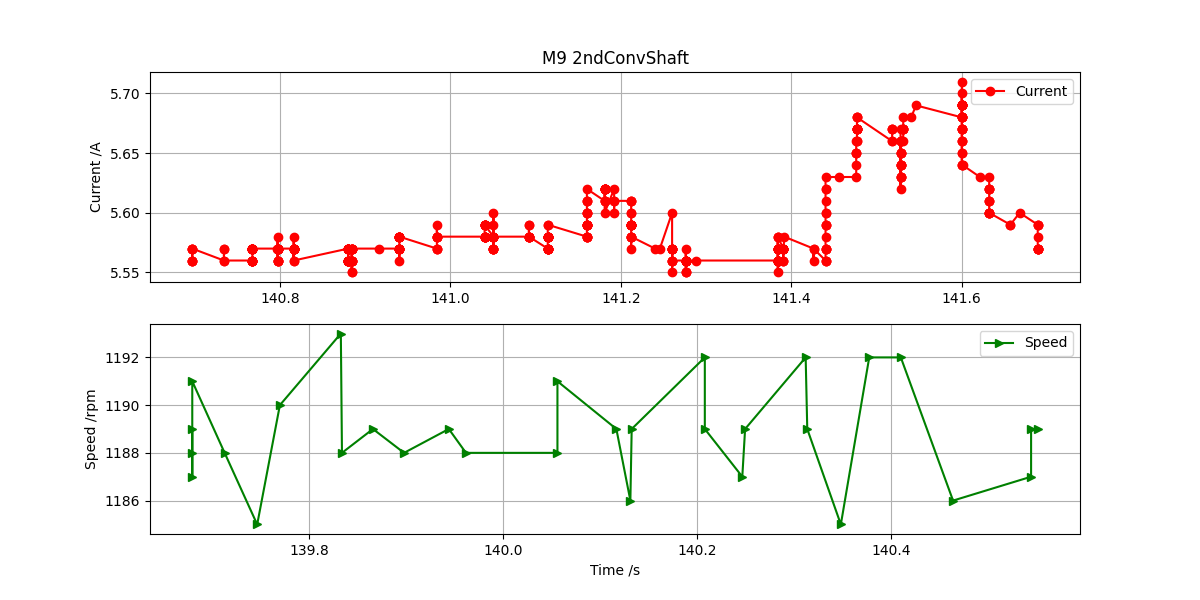 M9 2ndConvShaft
Current /A
5.70
5.65
5.60
5.55
Current
140.8 141.0 141.2 141.4 141.6
Speed /rpm
1192
1190
1188
1186
Speed
139.8 140.0 140.2 140.4
Time /s